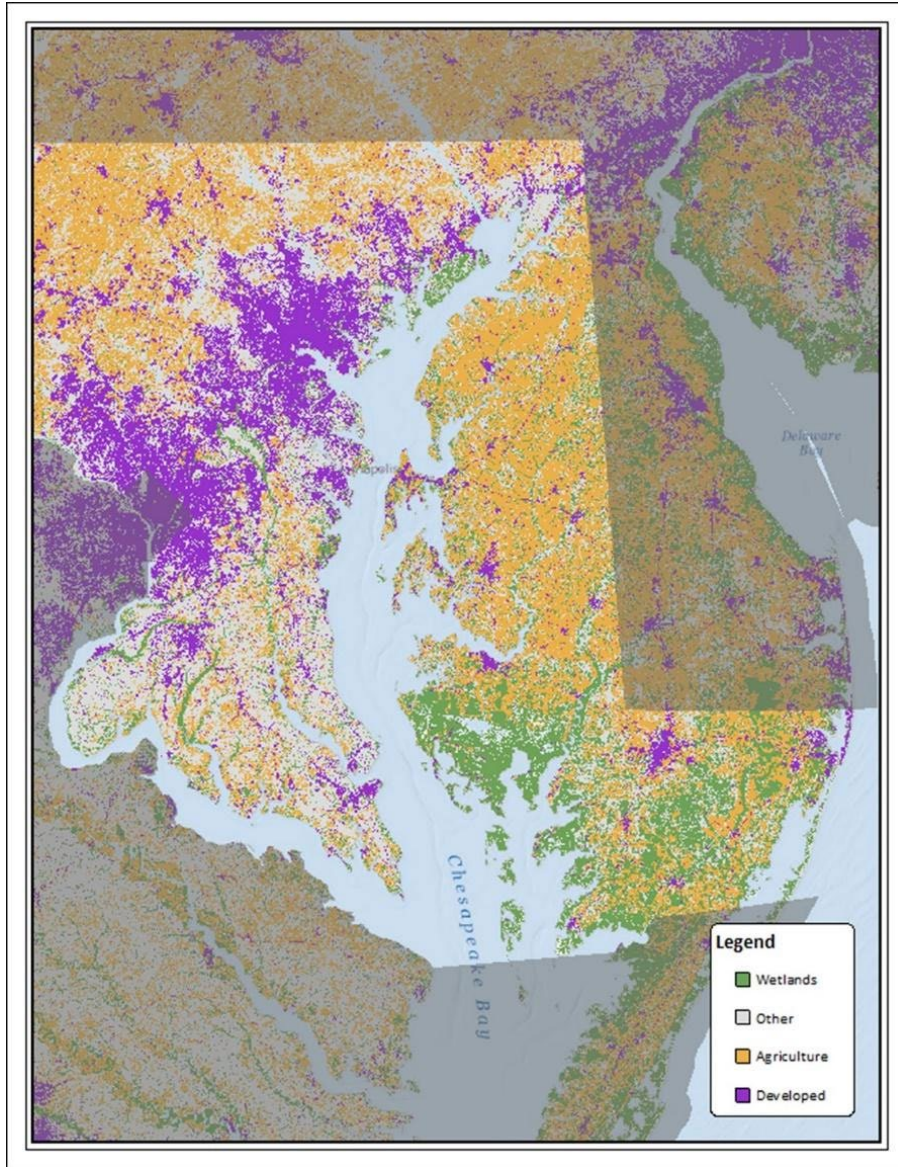 Delaware
Bay
Chesapeake Bay
Legend
Wetlands
Other
Agriculture
Developed